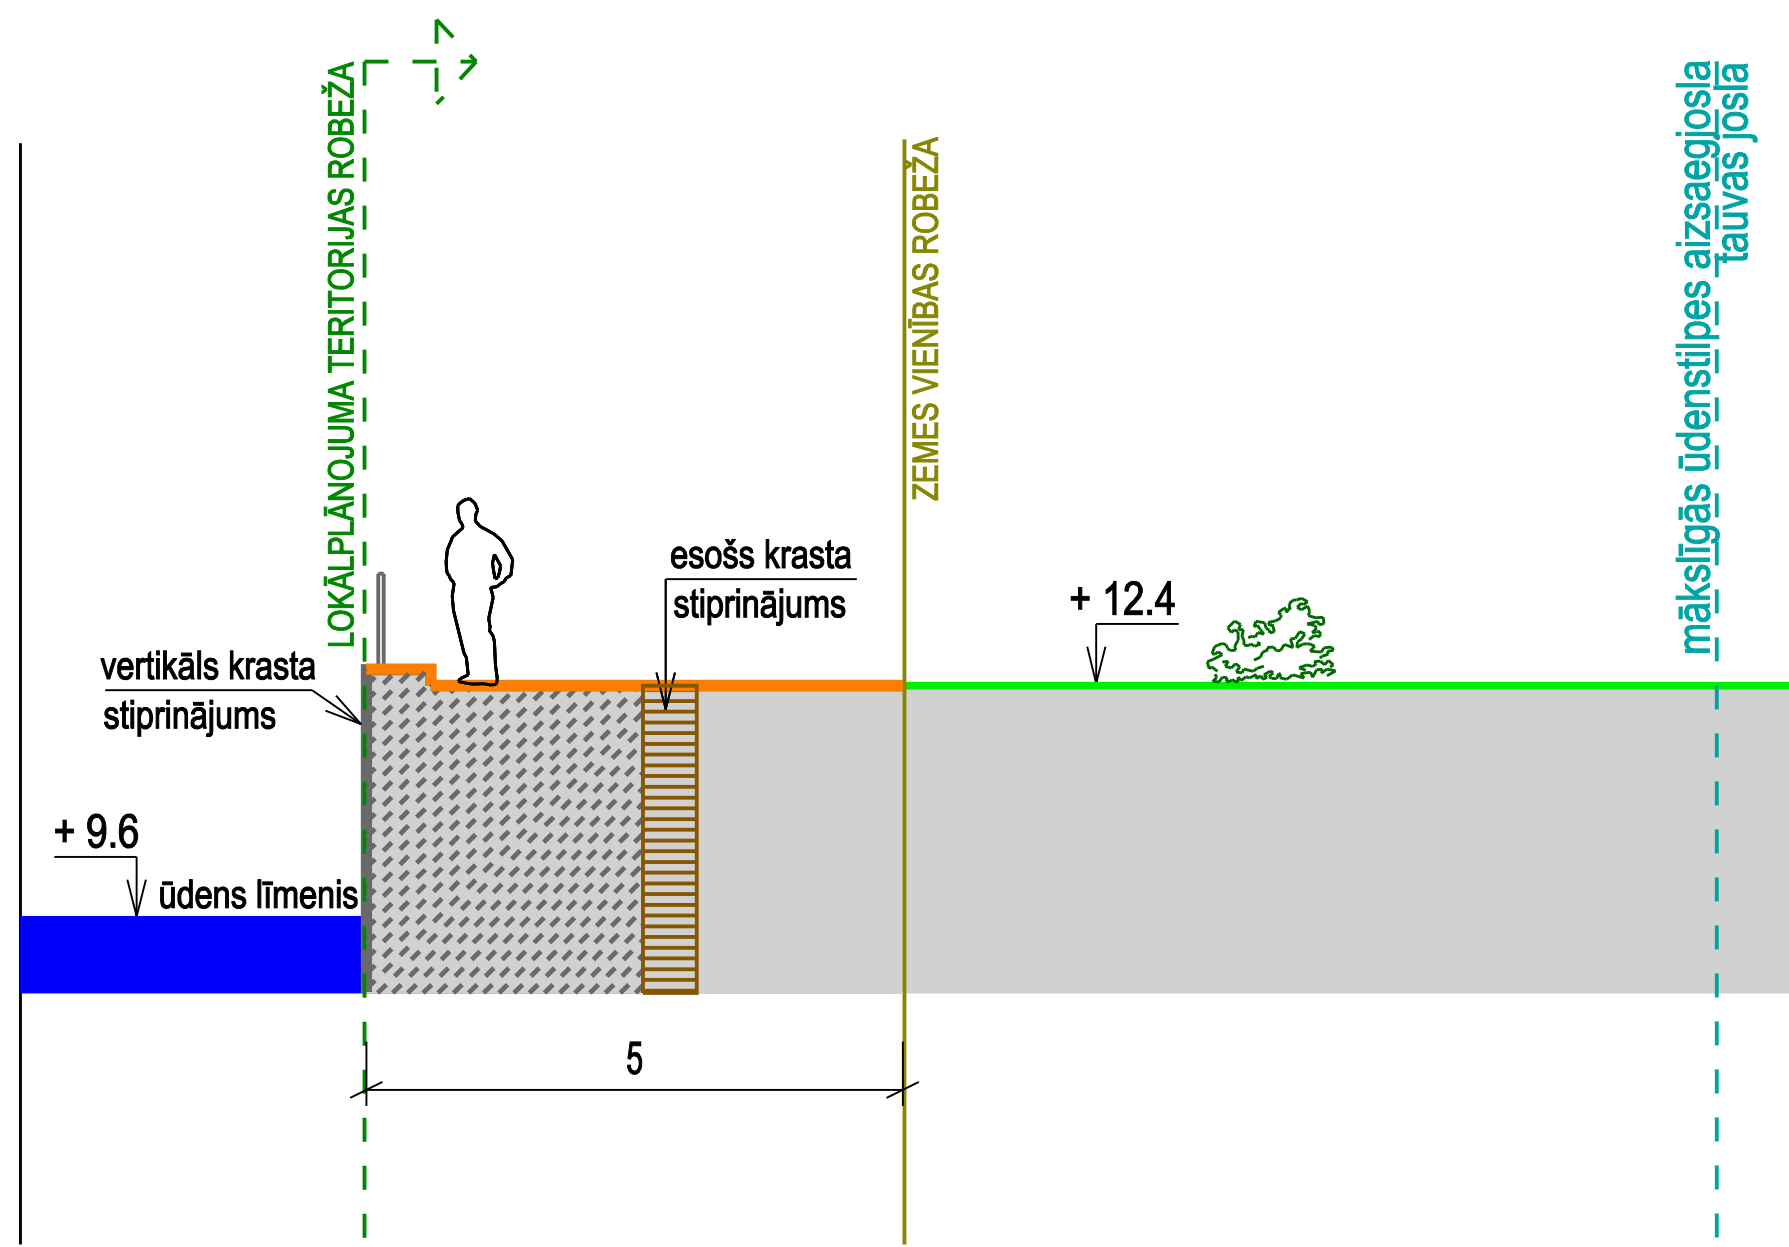 LOKĀLPLĀNOJUMA TERITORIJAS ROBEŽA
ZEMES VIENĪBAS ROBEŽA
mākslīgās ūdenstilpes aizsaegjosla
tauvas josla
esošs krasta
stiprinājums
+ 12.4
vertikāls krasta
stiprinājums
+ 9.6
ūdens līmenis
5